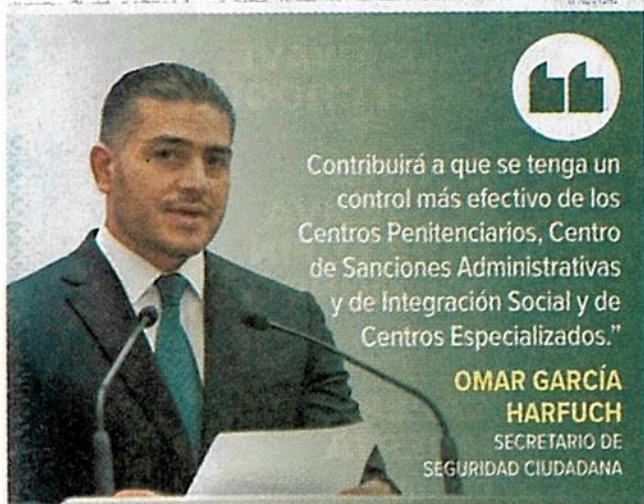 Contribuirá a que se tenga un
control más efectivo de los
Centros Penitenciarios, Centro
de Sanciones Administrativas
y de Integración Social y de
Centros Especializados.”
OMAR GARCÍA
HARFUCH
SECRETARIO DE
SEGURIDAD CIUDADANA